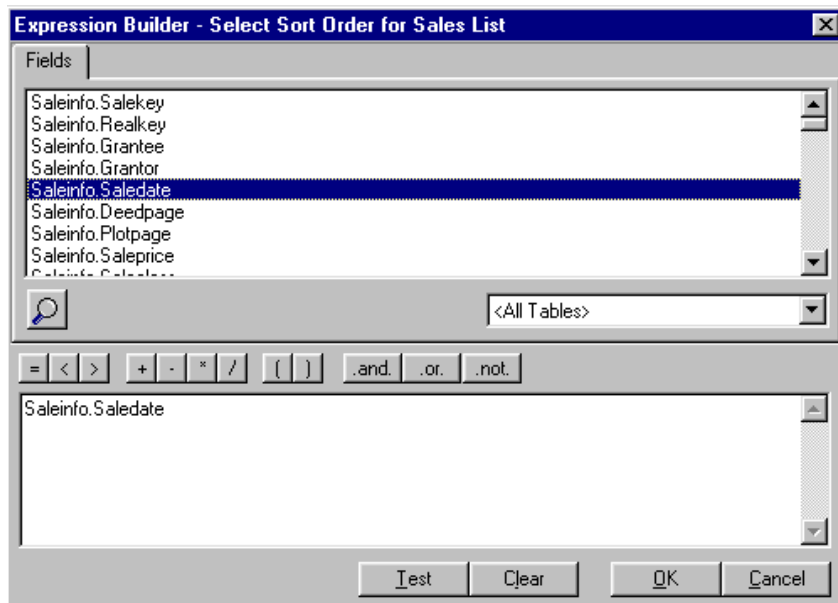 Expression Builder - Select Sort Order for Sales List
Fields
Saleinfo.Salekey
Saleinfo.Realkey
Saleinfo.Grantee
Saleinfo.Grantor
Saleinfo.Saledate
Saleinfo.Deedpage
Saleinfo.Plotpage
Saleinfo.Saleprice
<All Tables>
= < > + - * / ( ) .and. .or. .not.
Saleinfo.Saledate
Test Clear OK Cancel